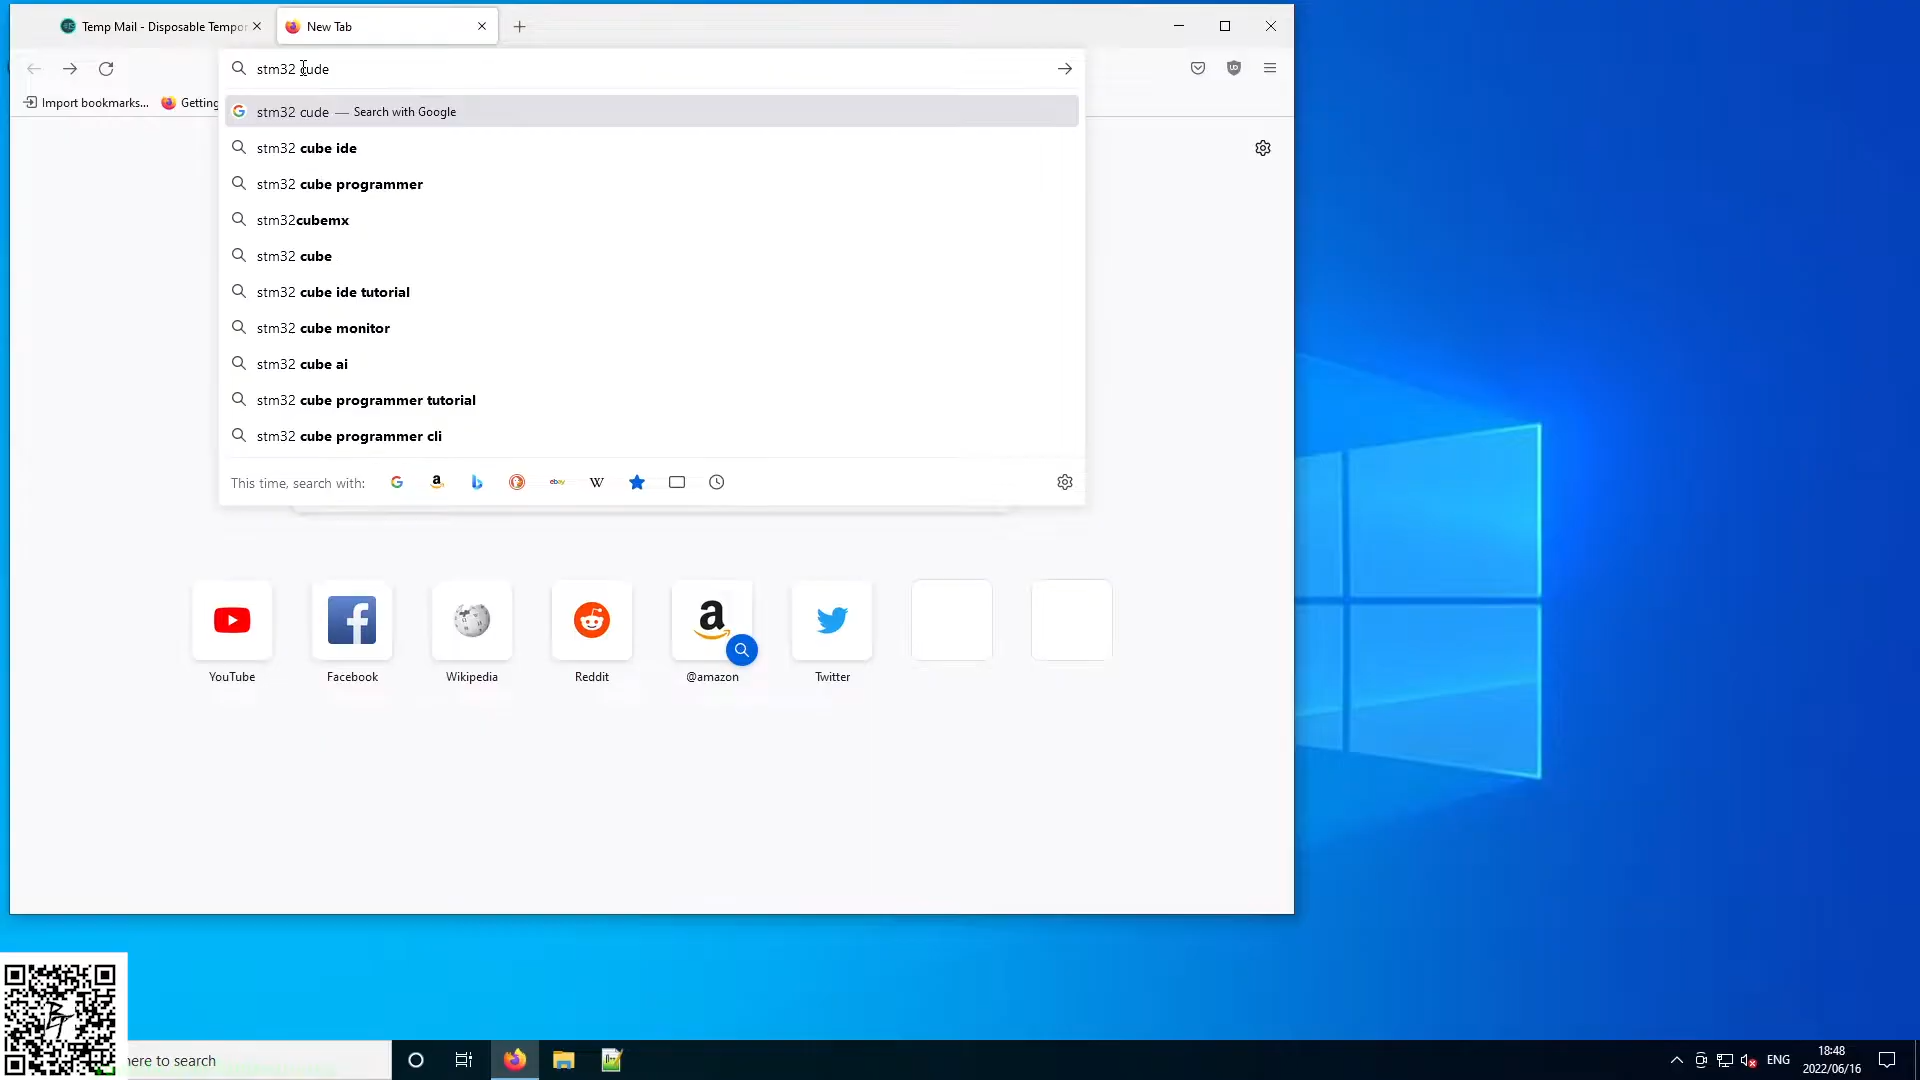 Temp Mail - Disposable Tempor
New Tab
stm32 cude
Import bookmarks...
Getting
stm32 cude — Search with Google
stm32 cube ide
stm32 cube programmer
stm32cubemx
stm32 cube
stm32 cube ide tutorial
stm32 cube monitor
stm32 cube ai
stm32 cube programmer tutorial
stm32 cube programmer cli
This time, search with:
YouTube
Facebook
Wikipedia
Reddit
@amazon
Twitter
here to search
ENG
18:48
2022/06/16